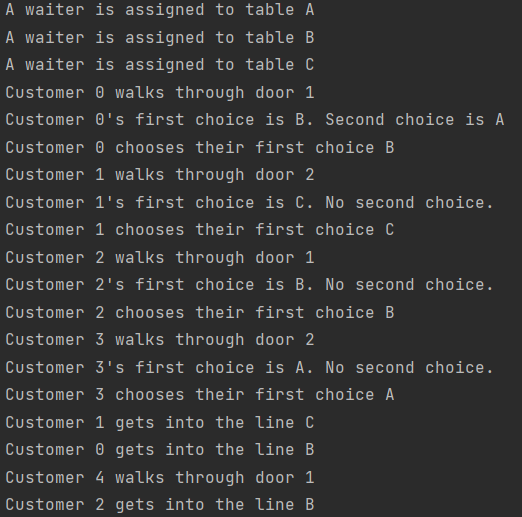 A waiter is assigned to table A
A waiter is assigned to table B
A waiter is assigned to table C
Customer 0 walks through door 1
Customer 0's first choice is B. Second choice is A
Customer 0 chooses their first choice B
Customer 1 walks through door 2
Customer 1's first choice is C. No second choice.
Customer 1 chooses their first choice C
Customer 2 walks through door 1
Customer 2's first choice is B. No second choice.
Customer 2 chooses their first choice B
Customer 3 walks through door 2
Customer 3's first choice is A. No second choice.
Customer 3 chooses their first choice A
Customer 1 gets into the line C
Customer 0 gets into the line B
Customer 4 walks through door 1
Customer 2 gets into the line B